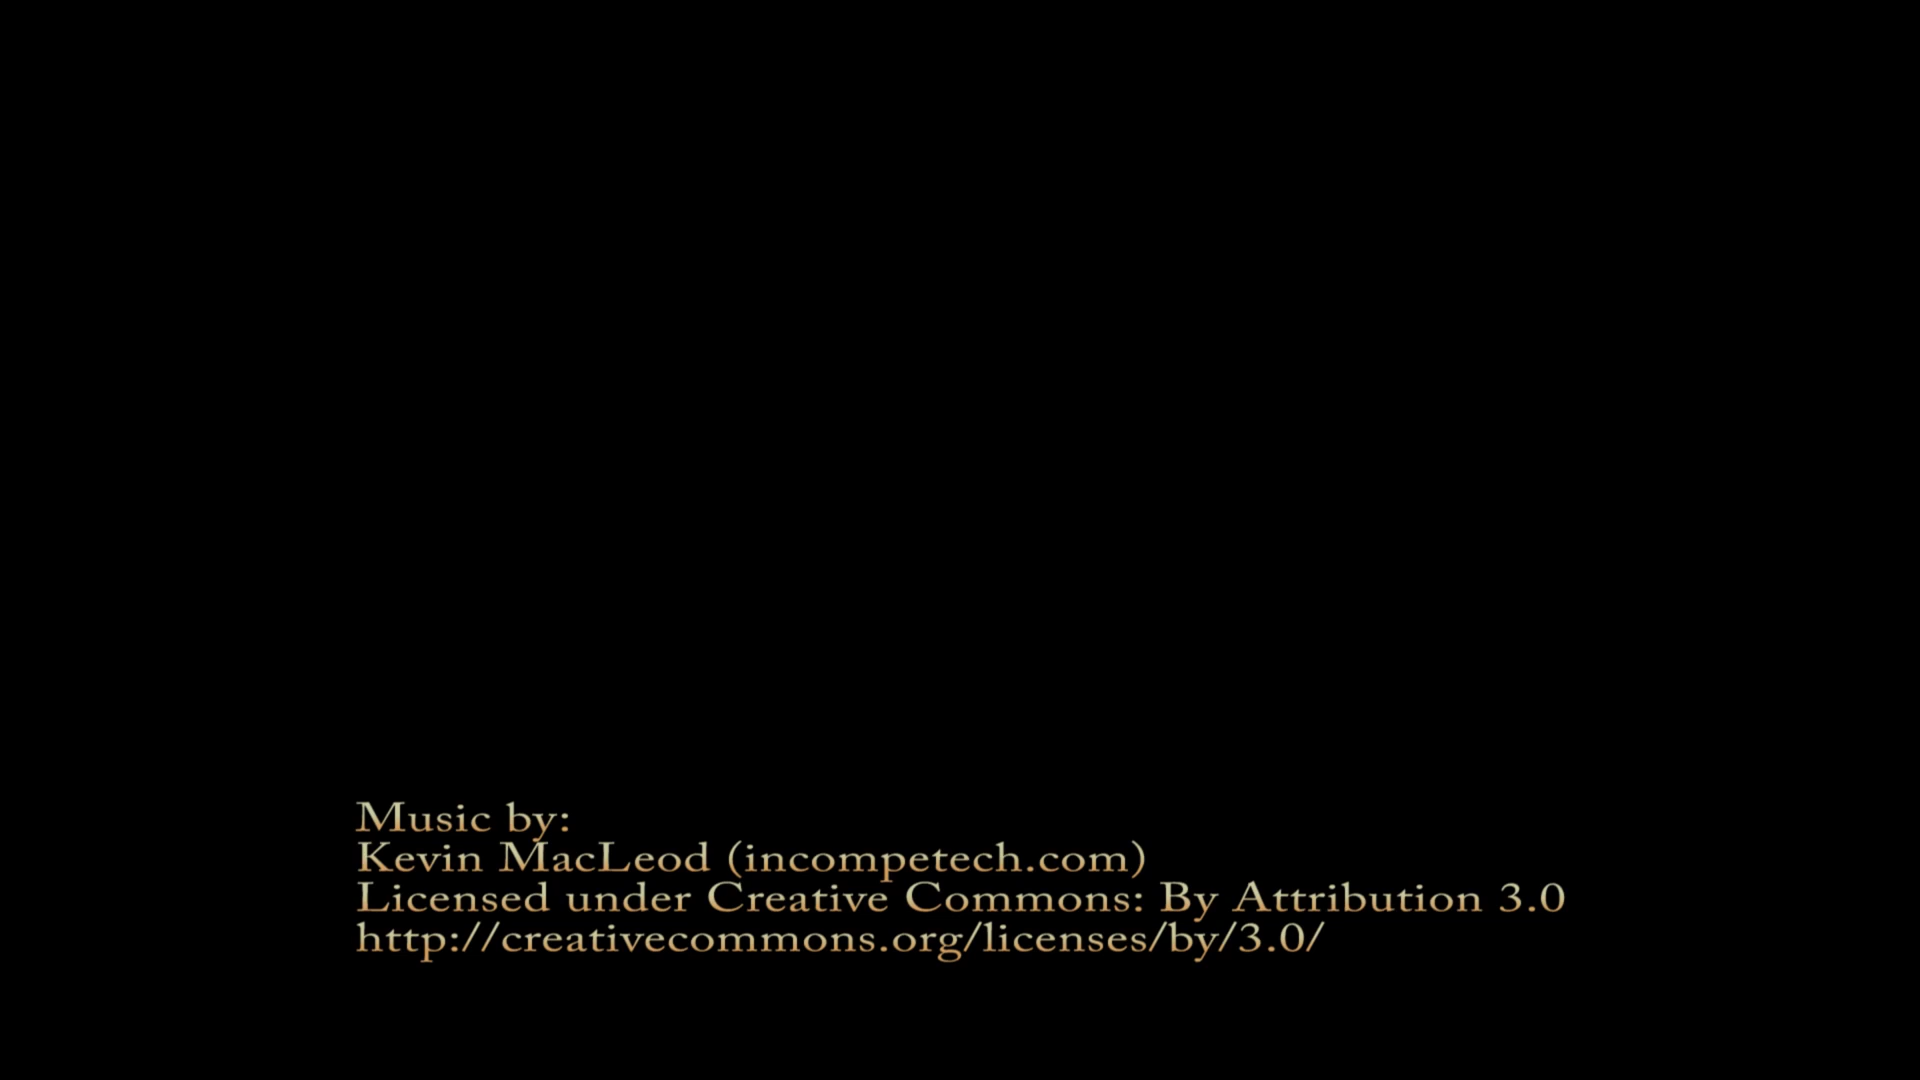 Music by:
Kevin MacLeod (incompetech.com)
Licensed under Creative Commons: By Attribution 3.0
http://creativecommons.org/licenses/by/3.0/